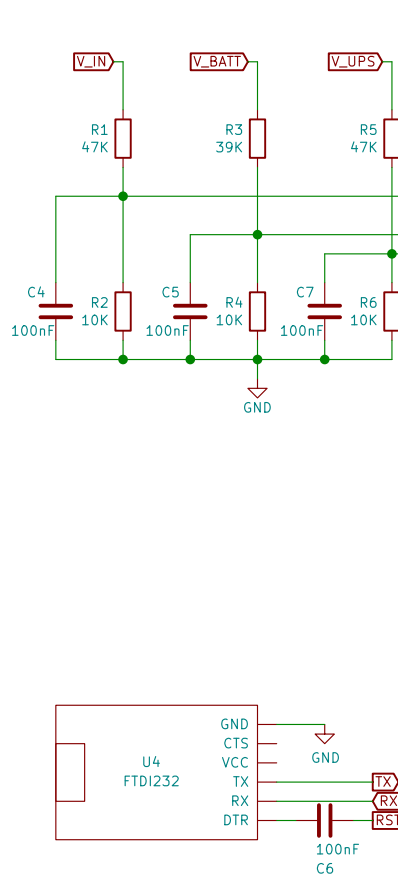 V_IN
V_BATT
V_UPS
R1
47K
R3
39K
R5
47K
C4
100nF
R2
10K
C5
100nF
R4
10K
C7
100nF
R6
10K
GND
U4
FTDI232
GND
CTS
VCC
TX
RX
DTR
GND
TX
RX
RST
100nF
C6